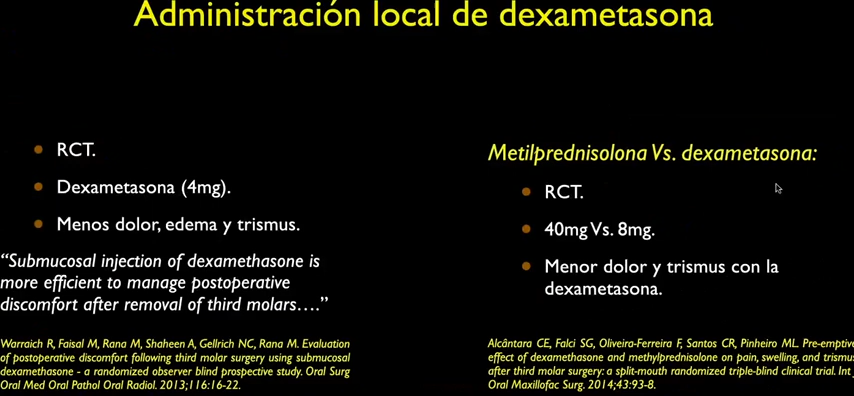 Administración local de dexametasona
RCT.
Dexametasona (4mg).
Menos dolor, edema y trismus.
“Submucosal injection of dexamethasone is
more efficient to manage postoperative
discomfort after removal of third molars….”
Warraich R, Faisal M, Rana M, Shaheen A, Gellrich NC, Rana M. Evaluation
of postoperative discomfort following third molar surgery using submucosal
dexamethasone - a randomized observer blind prospective study. Oral Surg
Oral Med Oral Pathol Oral Radiol. 2013;116:16-22.
Metilprednisolona Vs. dexametasona:
RCT.
40mg Vs. 8mg.
Menor dolor y trismus con la
dexametasona.
Alcântara CE, Falci SG, Oliveira-Ferreira F, Santos CR, Pinheiro ML. Pre-emptive
effect of dexamethasone and methylprednisolone on pain, swelling, and trismus
after third molar surgery: a split-mouth randomized triple-blind clinical trial. Int J
Oral Maxillofac Surg. 2014;43:93-8.